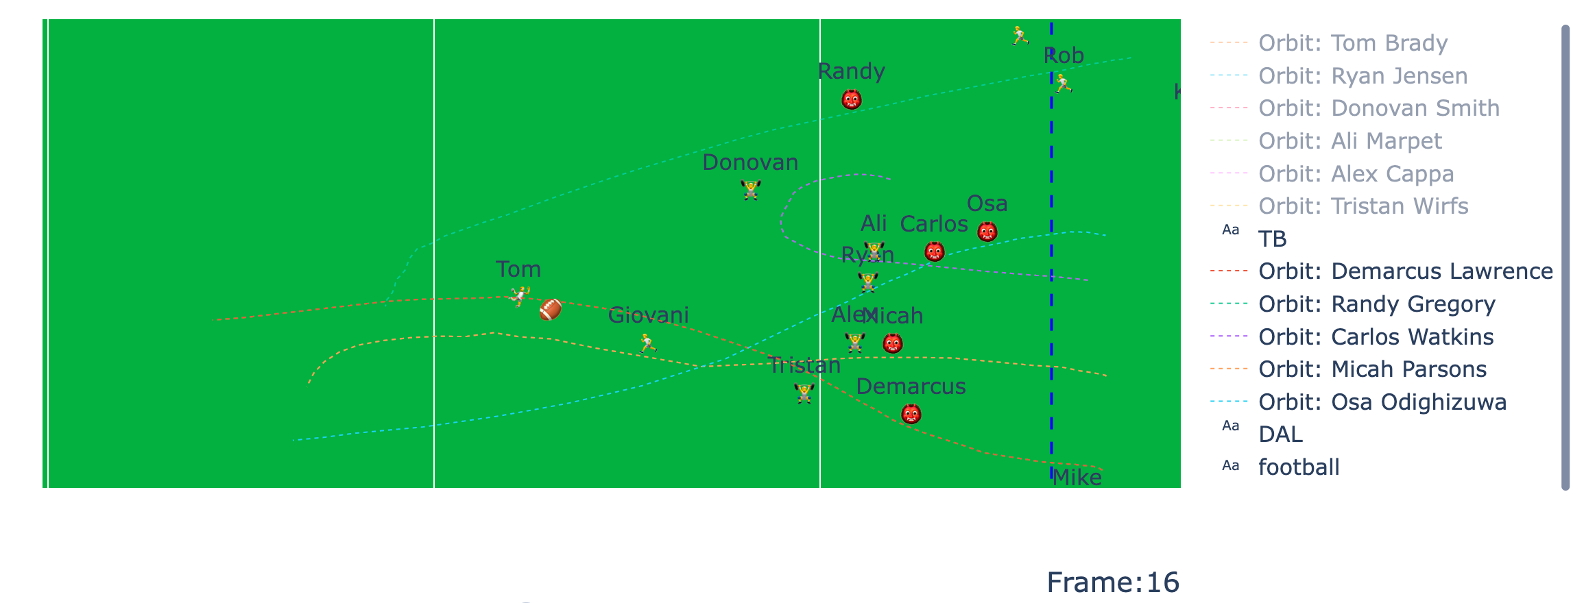 Rob
Randy
Donovan
Osa
Ali
Carlos
Ryan
Tom
Giovani
Alex
Micah
Tristan
Demarcus
Mike
Orbit: Tom Brady
Orbit: Ryan Jensen
Orbit: Donovan Smith
Orbit: Ali Marpet
Orbit: Alex Cappa
Orbit: Tristan Wirfs
Aa TB
Orbit: Demarcus Lawrence
Orbit: Randy Gregory
Orbit: Carlos Watkins
Orbit: Micah Parsons
Orbit: Osa Odighizuwa
Aa DAL
Aa football
Frame:16